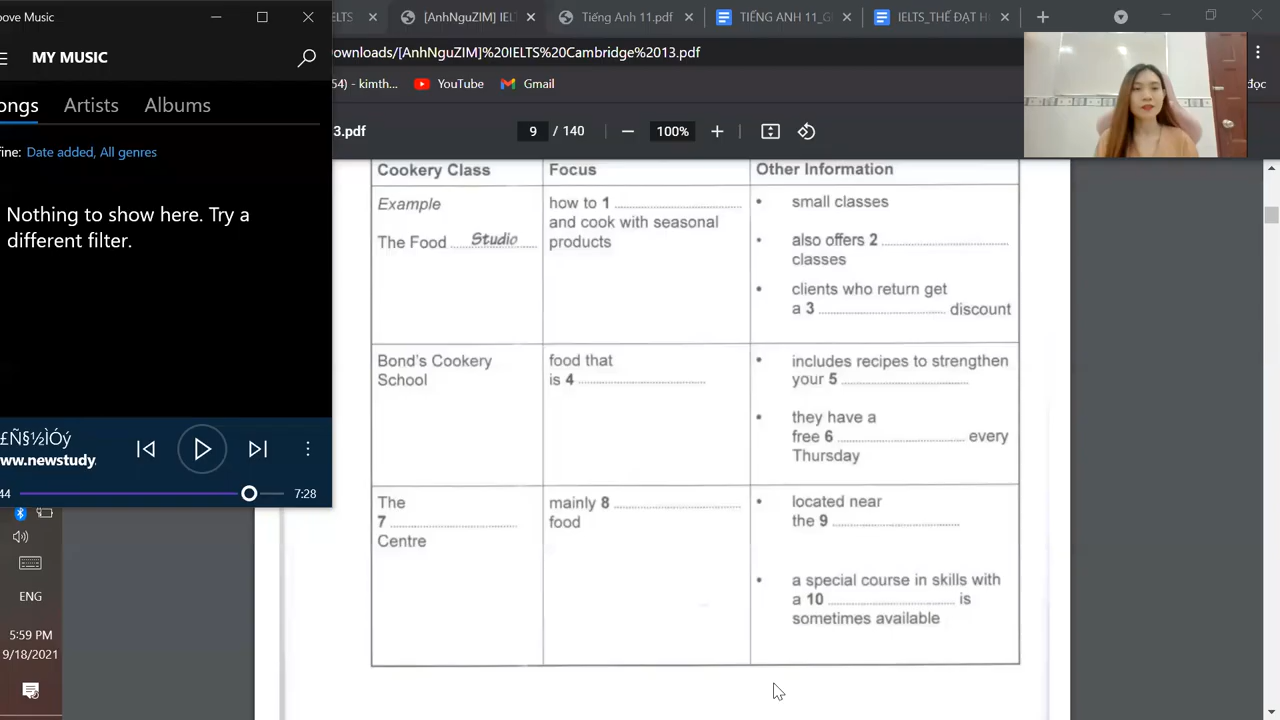 ove Music
MY MUSIC
ongs Artists Albums
fine: Date added, All genres
Nothing to show here. Try a
different filter.
£Ñ§½ÌÓý
ww.newstudy.
44 7:28
ENG
5:59 PM
9/18/2021
IELTS
[AnhNguZIM] IEL
Tiếng Anh 11.pdf
TIẾNG ANH 11_G
IELTS_THẾ ĐẠT H
ownloads/[AnhNguZIM]%20IELTS%20Cambridge%2013.pdf
54) - kimth... YouTube Gmail
đọc
3.pdf 9 / 140 100%
Cookery Class Focus Other Information
Example
The Food Studio
how to 1
and cook with seasonal
products
• small classes
• also offers 2
classes
• clients who return get
a 3 discount
Bond's Cookery
School
food that
is 4
• includes recipes to strengthen
your 5
• they have a
free 6 every
Thursday
The
7
Centre
mainly 8
food
• located near
the 9
• a special course in skills with
a 10 is
sometimes available